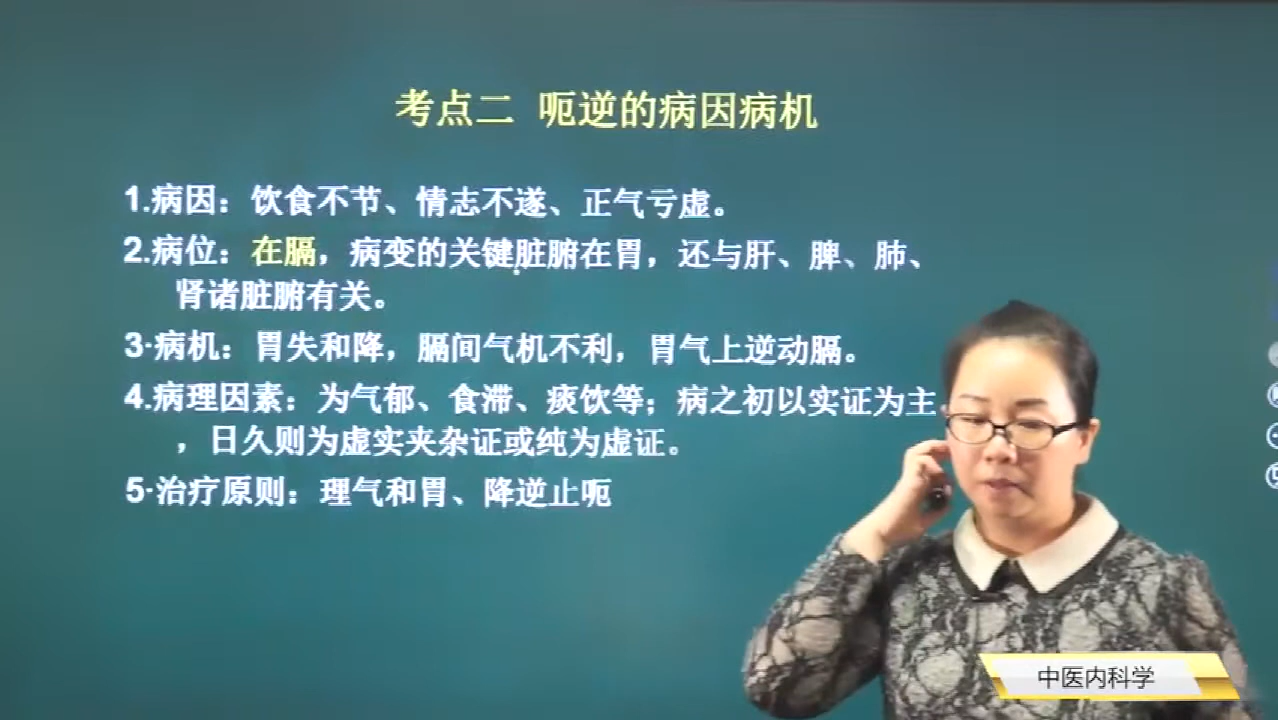 考点二 呃逆的病因病机
1.病因：饮食不节、情志不遂、正气亏虚。
2.病位：在膈，病变的关键脏腑在胃，还与肝、脾、肺、
肾诸脏腑有关。
3·病机：胃失和降，膈间气机不利，胃气上逆动膈。
4.病理因素：为气郁、食滞、痰饮等；病之初以实证为主
，日久则为虚实夹杂证或纯为虚证。
5·治疗原则：理气和胃、降逆止呃
中医内科学